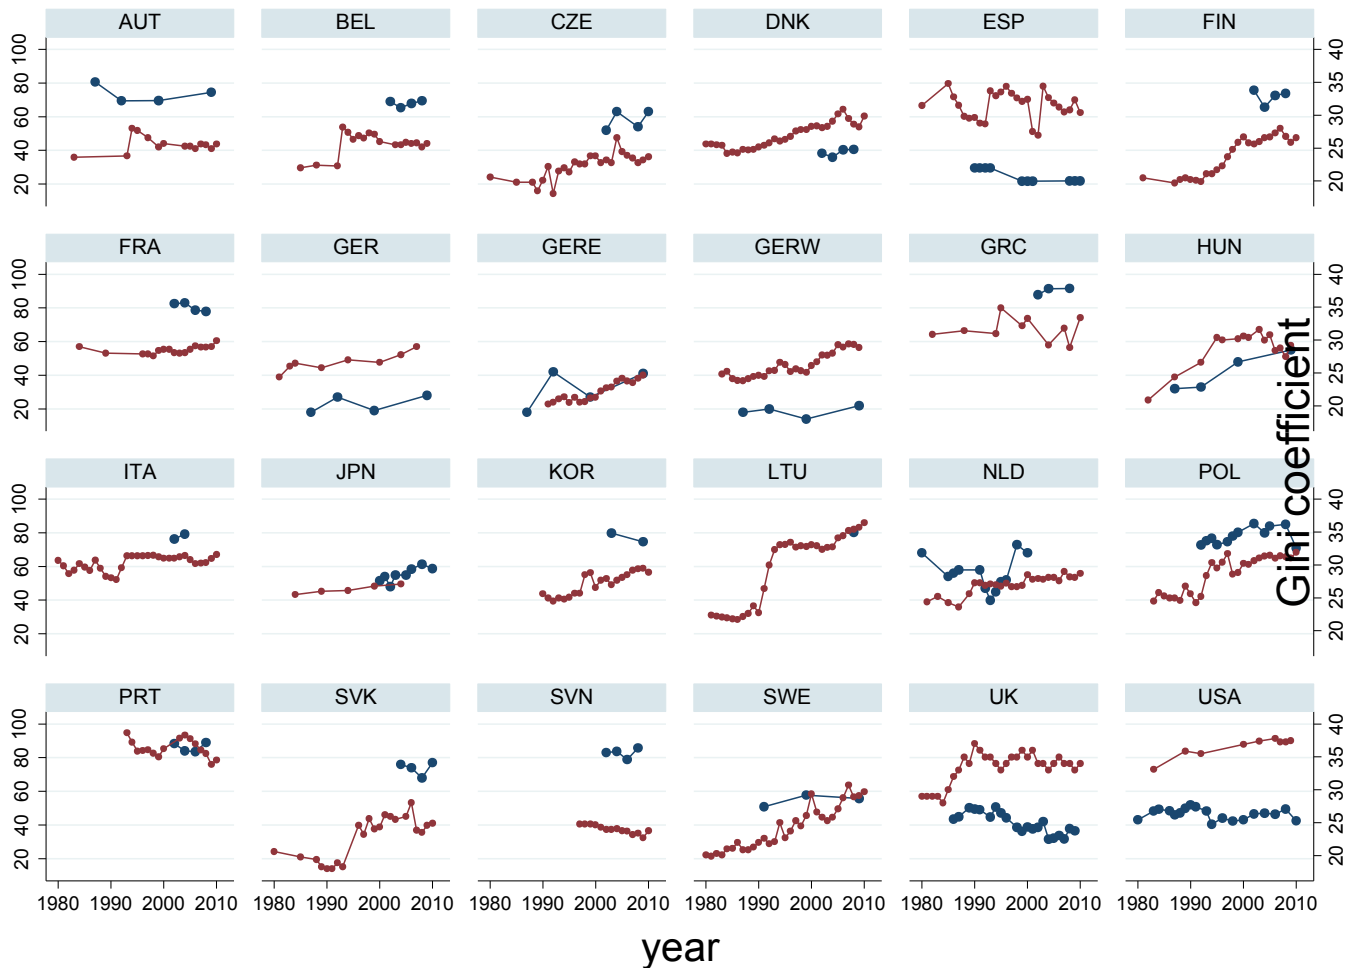 AUT BEL CZE DNK ESP FIN
100 80 60 40 20
40 35 30 25 20
FRA GER GERE GERW GRC HUN
100 80 60 40 20
40 35 30 25 20
ITA JPN KOR LTU NLD POL
100 80 60 40 20
40 35 30 25 20
Gini coefficient
PRT SVK SVN SWE UK USA
100 80 60 40 20
40 35 30 25 20
1980 1990 2000 2010 1980 1990 2000 2010 1980 1990 2000 2010 1980 1990 2000 2010 1980 1990 2000 2010 1980 1990 2000 2010
year